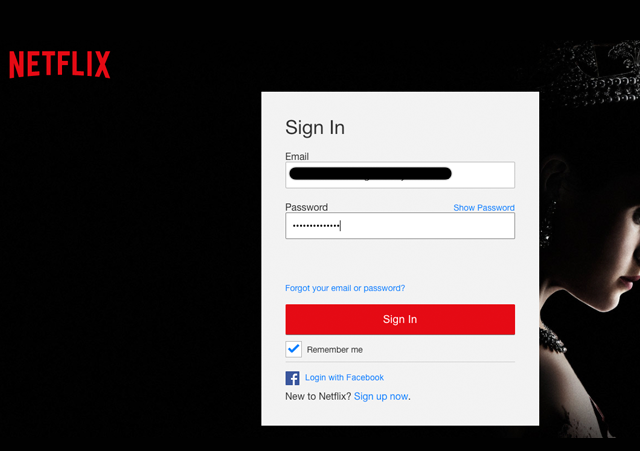 NETFLIX
Sign In
Email
Password Show Password
••••••••••••••
Forgot your email or password?
Sign In
Remember me
Login with Facebook
New to Netflix? Sign up now.